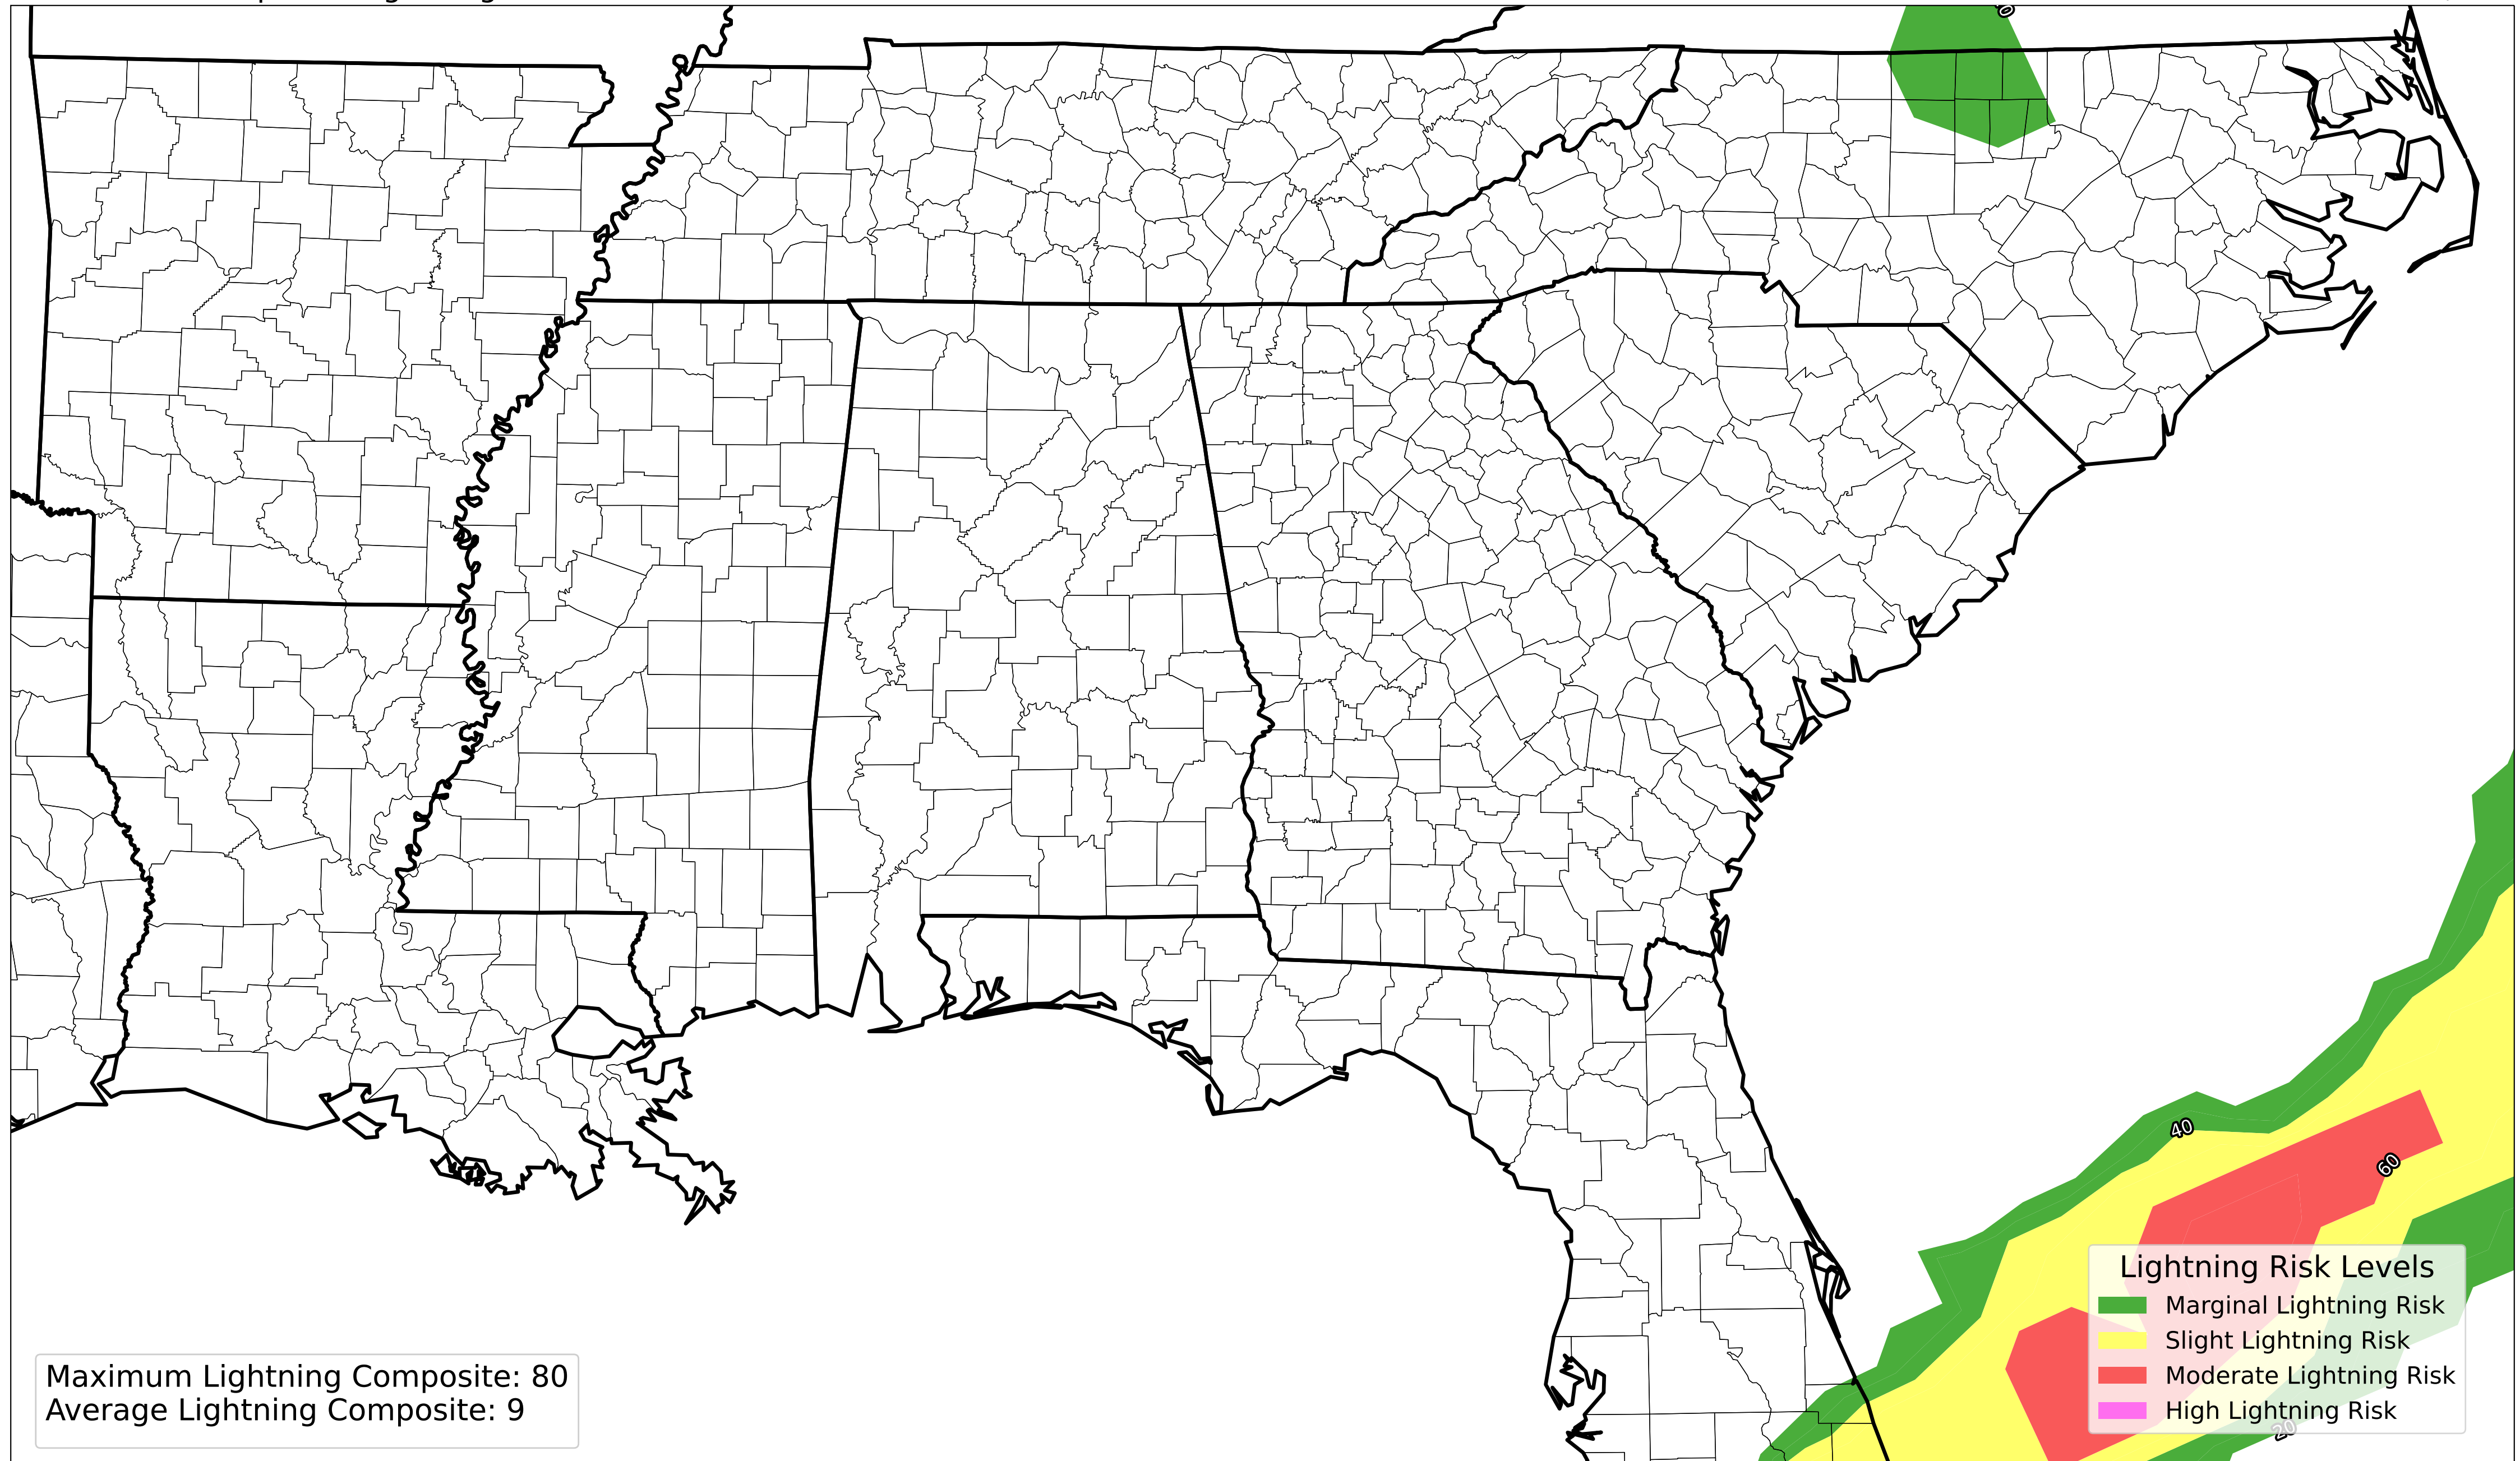 40
60
Lightning Risk Levels
Marginal Lightning Risk
Slight Lightning Risk
Moderate Lightning Risk
High Lightning Risk
20
Maximum Lightning Composite: 80
Average Lightning Composite: 9